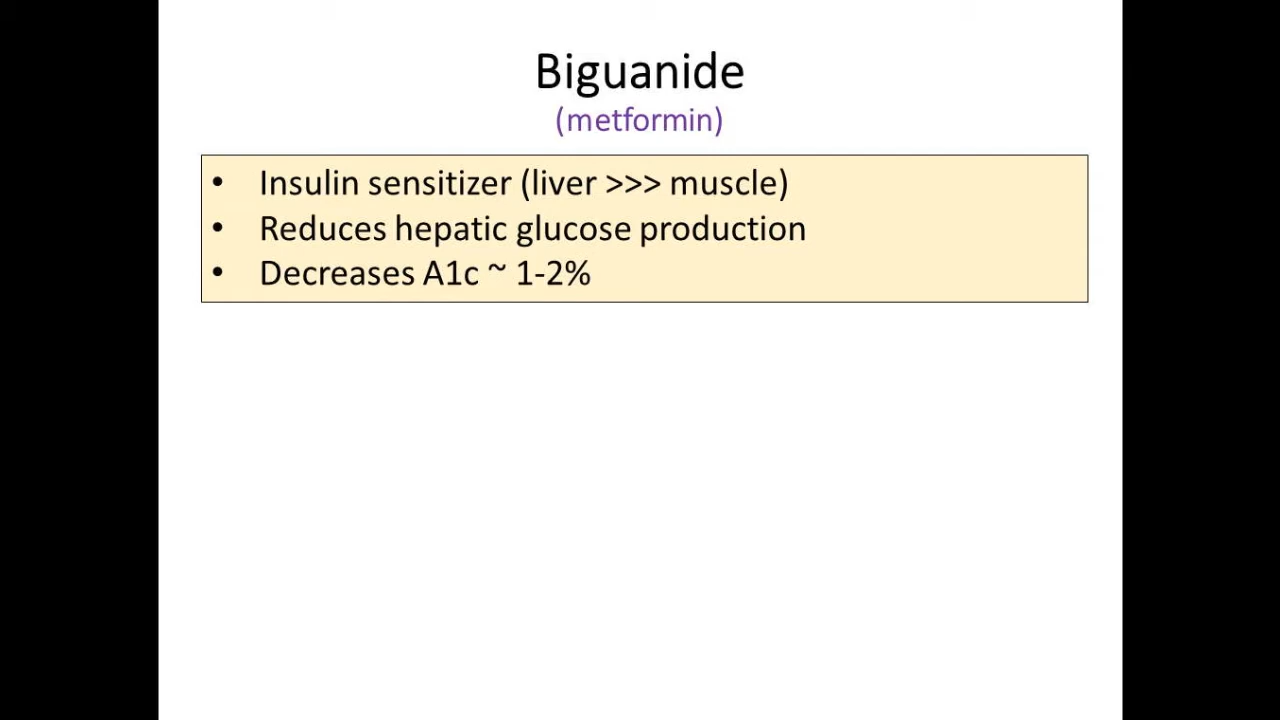 Biguanide
(metformin)
• Insulin sensitizer (liver >>> muscle)
• Reduces hepatic glucose production
• Decreases A1c ~ 1-2%